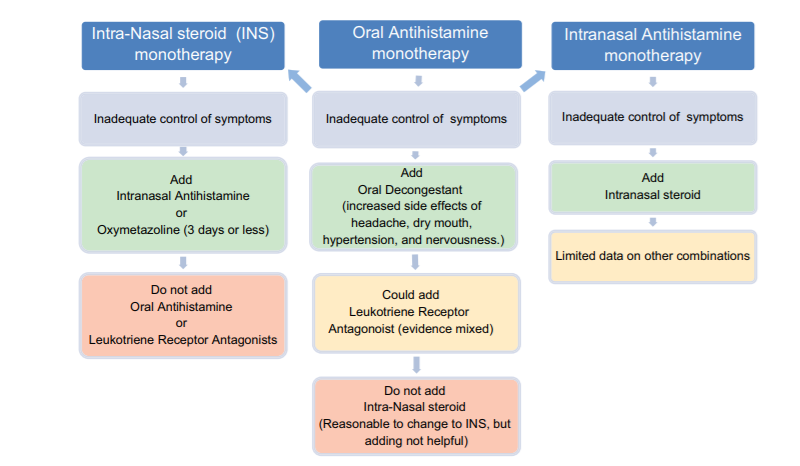 Intra-Nasal steroid (INS)
monotherapy
Inadequate control of symptoms
Add
Intranasal Antihistamine
or
Oxymetazoline (3 days or less)
Do not add
Oral Antihistamine
or
Leukotriene Receptor Antagonists
Oral Antihistamine
monotherapy
Inadequate control of symptoms
Add
Oral Decongestant
(increased side effects of
headache, dry mouth,
hypertension, and nervousness.)
Could add
Leukotriene Receptor
Antagonoist (evidence mixed)
Do not add
Intra-Nasal steroid
(Reasonable to change to INS, but
adding not helpful)
Intranasal Antihistamine
monotherapy
Inadequate control of symptoms
Add
Intranasal steroid
Limited data on other combinations